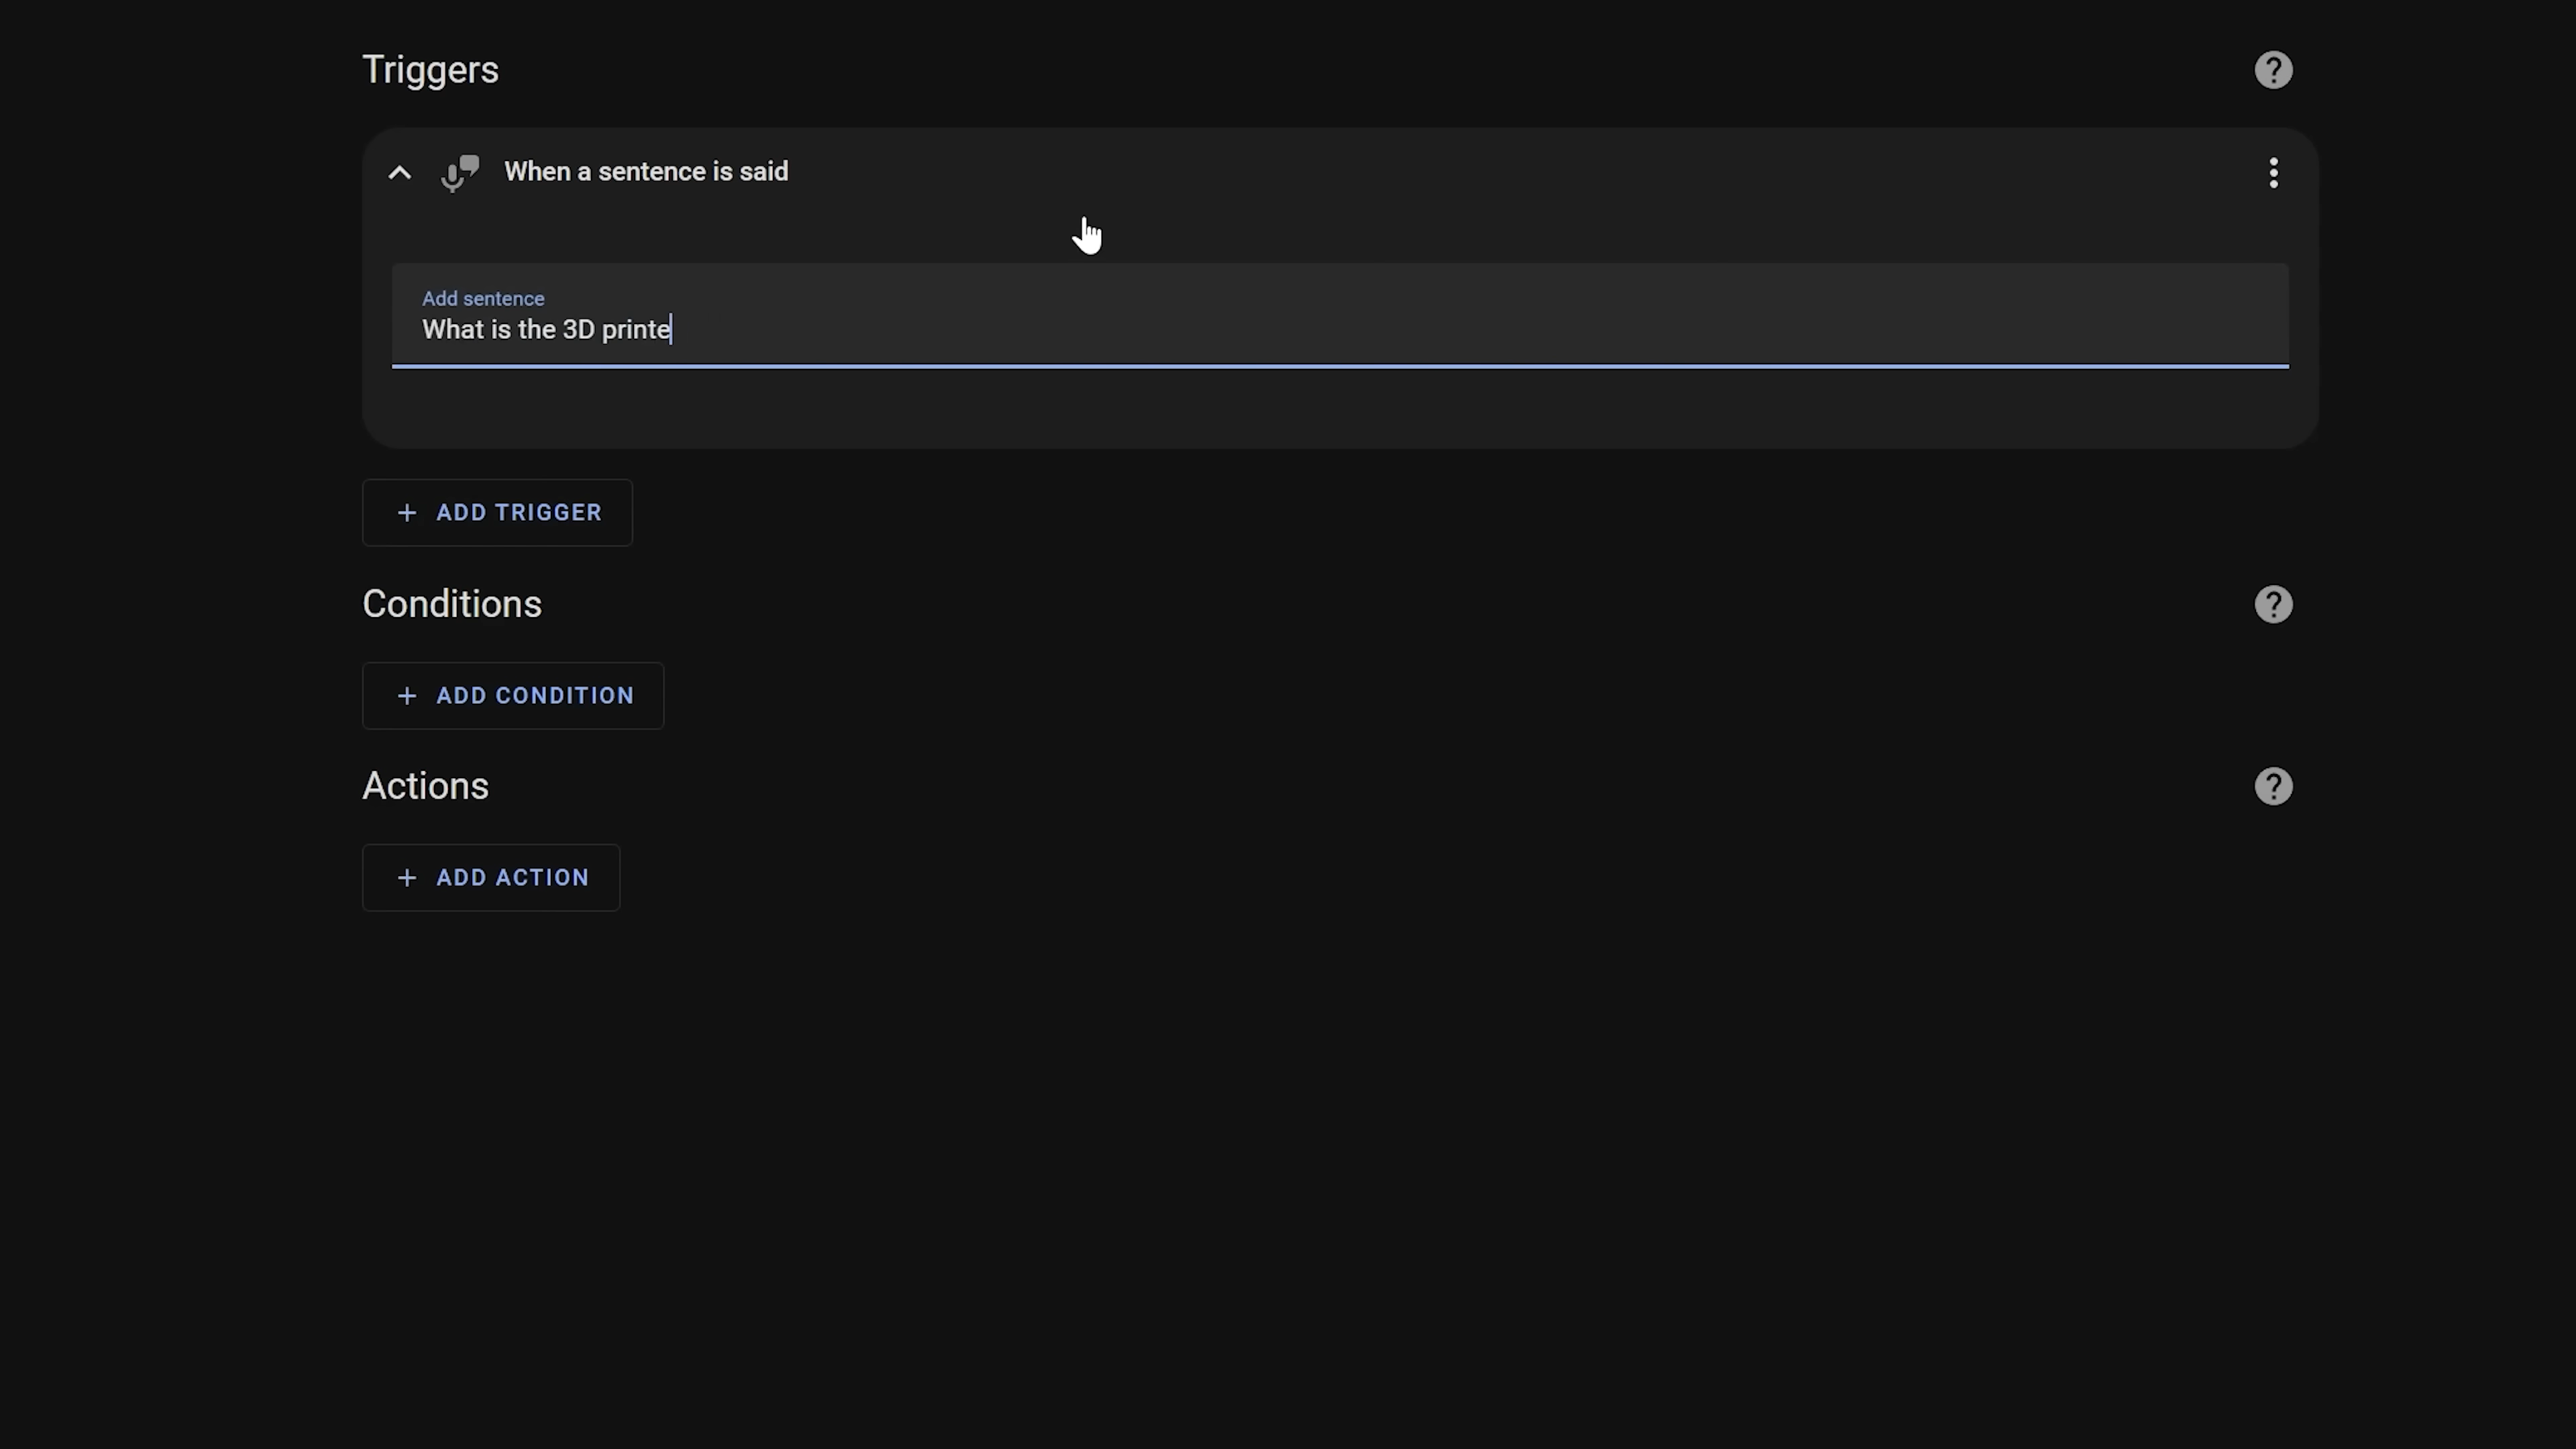 Triggers
When a sentence is said
Add sentence
What is the 3D printe
+ ADD TRIGGER
Conditions
+ ADD CONDITION
Actions
+ ADD ACTION